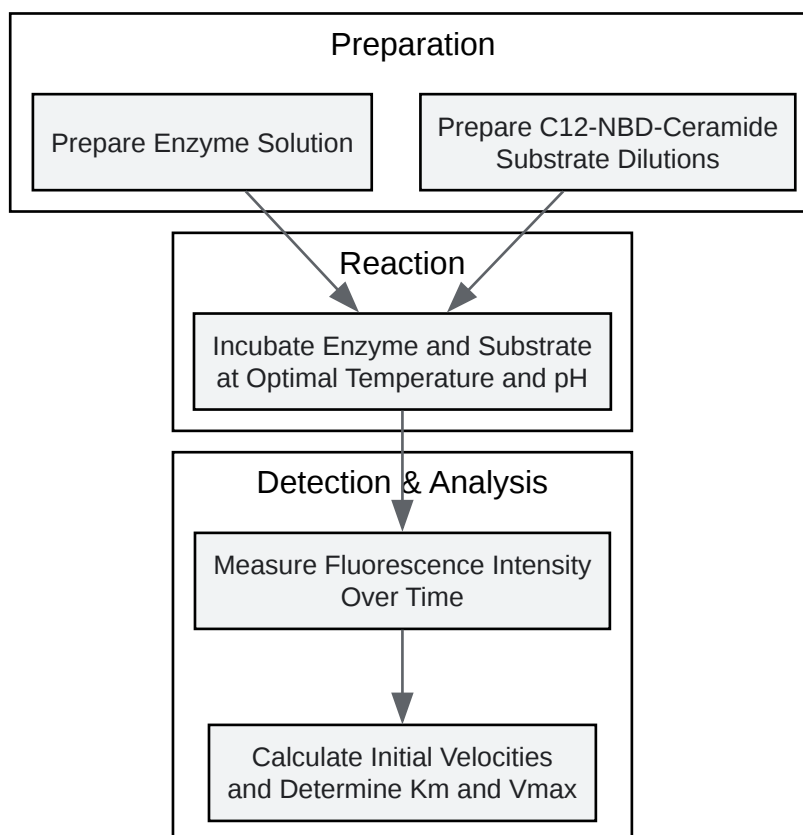 Preparation
Prepare Enzyme Solution
Prepare C12-NBD-Ceramide
Substrate Dilutions
Reaction
Incubate Enzyme and Substrate
at Optimal Temperature and pH
Detection & Analysis
Measure Fluorescence Intensity
Over Time
Calculate Initial Velocities
and Determine Km and Vmax